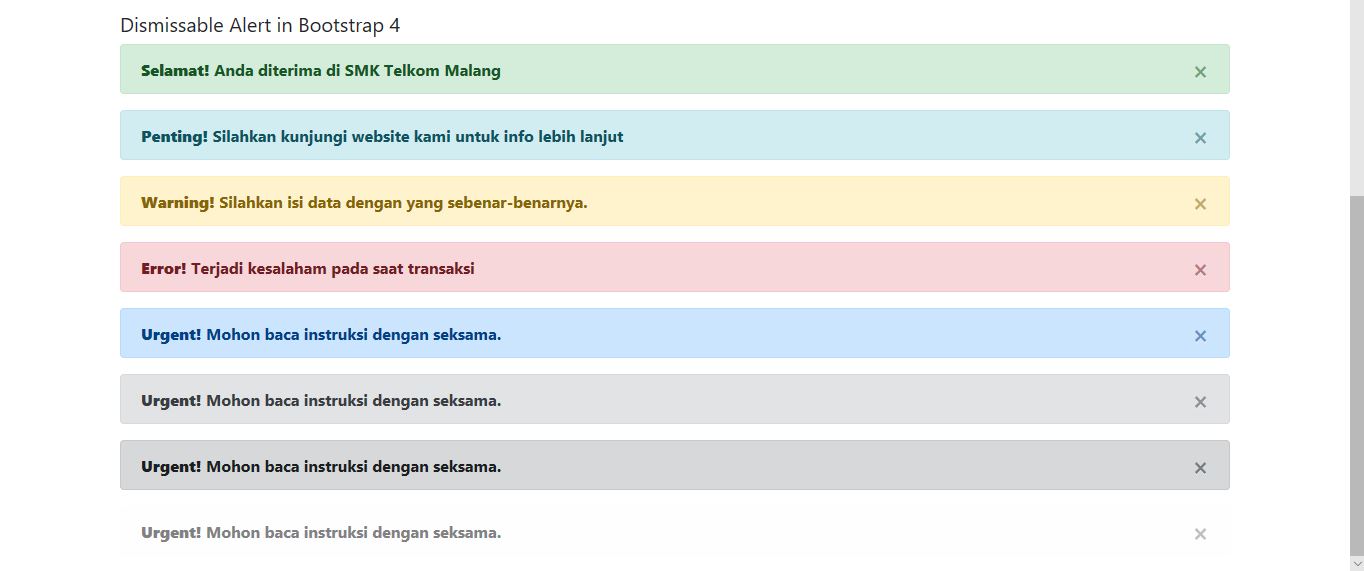 Dismissable Alert in Bootstrap 4
Selamat! Anda diterima di SMK Telkom Malang ×
Penting! Silahkan kunjungi website kami untuk info lebih lanjut ×
Warning! Silahkan isi data dengan yang sebenar-benarnya. ×
Error! Terjadi kesalaham pada saat transaksi ×
Urgent! Mohon baca instruksi dengan seksama. ×
Urgent! Mohon baca instruksi dengan seksama. ×
Urgent! Mohon baca instruksi dengan seksama. ×
Urgent! Mohon baca instruksi dengan seksama. ×